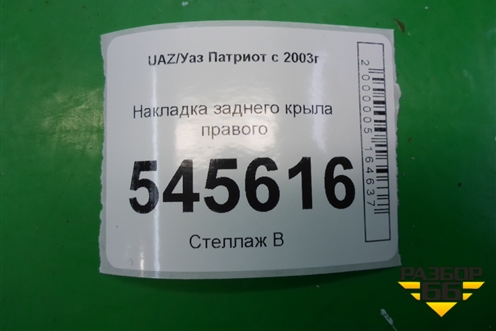 UAZ/Уаз Патриот с 2003г
Накладка заднего крыла
правого
545616
Стеллаж В
2000005164637
РАЗБОР
66